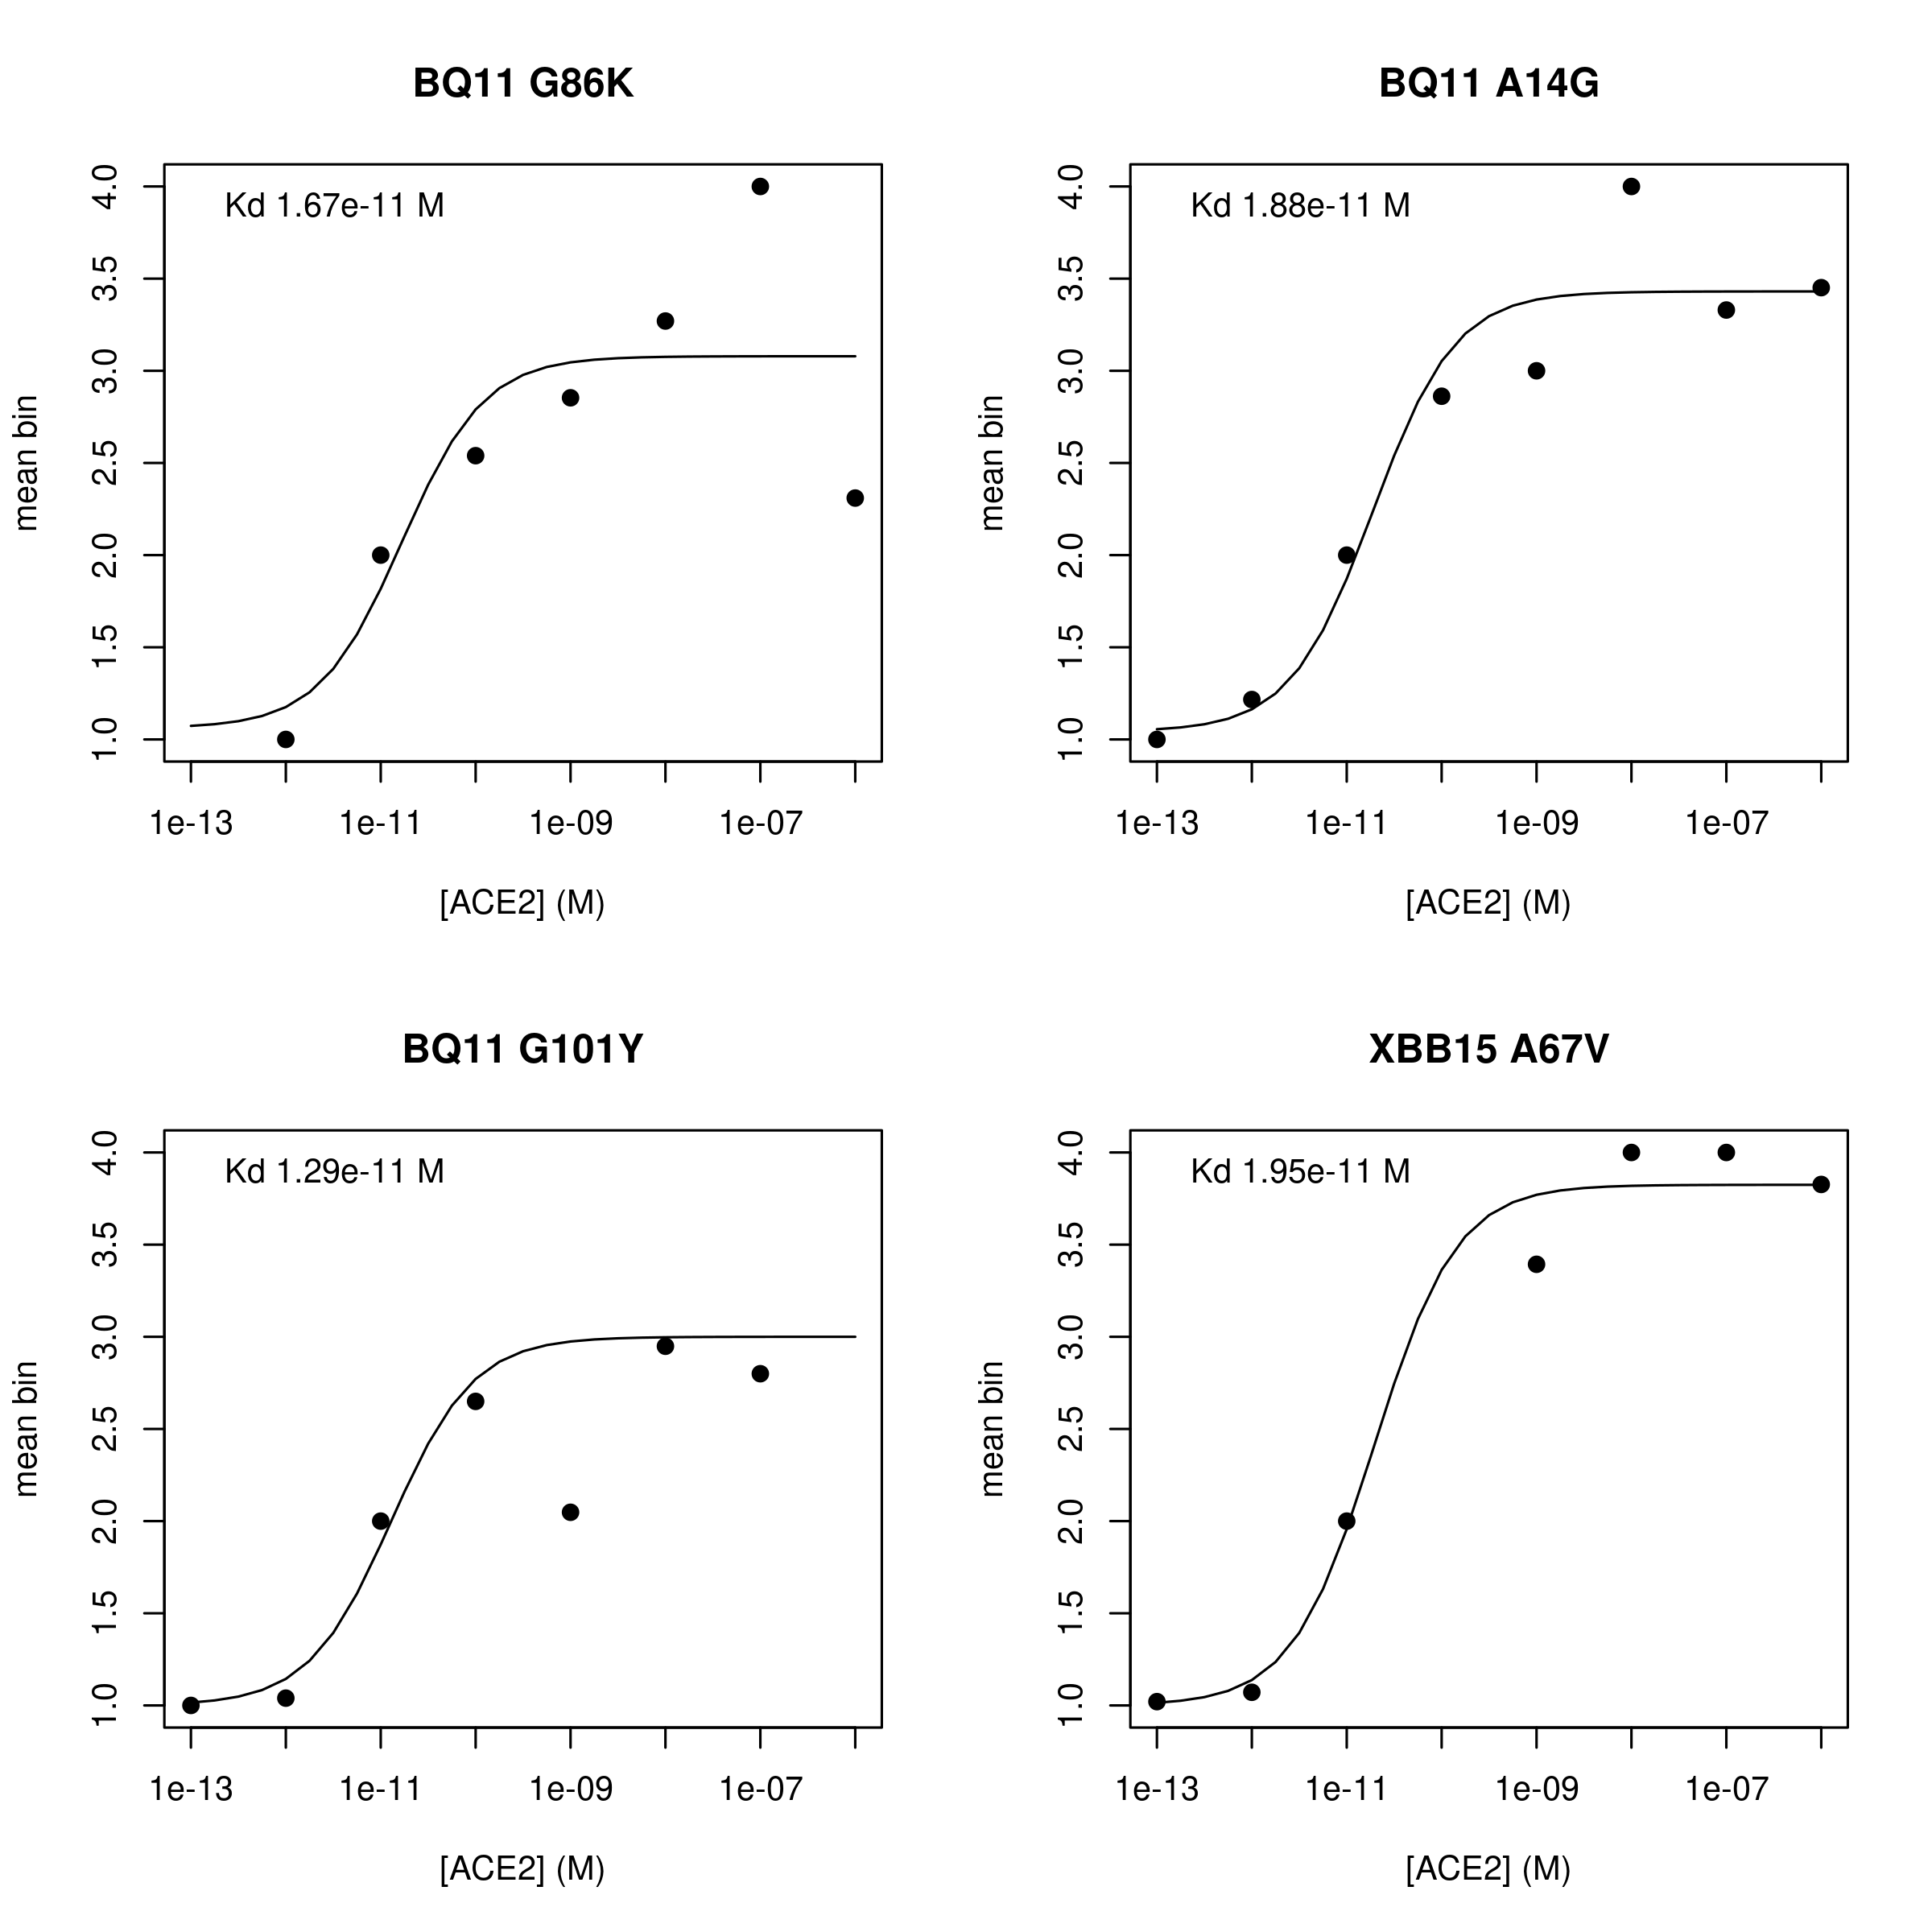 BQ11 G86K
Kd 1.67e-11 M
mean bin
4.0
3.5
3.0
2.5
2.0
1.5
1.0
1e-13 1e-11 1e-09 1e-07
[ACE2] (M)
BQ11 A14G
Kd 1.88e-11 M
mean bin
4.0
3.5
3.0
2.5
2.0
1.5
1.0
1e-13 1e-11 1e-09 1e-07
[ACE2] (M)
BQ11 G101Y
Kd 1.29e-11 M
mean bin
4.0
3.5
3.0
2.5
2.0
1.5
1.0
1e-13 1e-11 1e-09 1e-07
[ACE2] (M)
XBB15 A67V
Kd 1.95e-11 M
mean bin
4.0
3.5
3.0
2.5
2.0
1.5
1.0
1e-13 1e-11 1e-09 1e-07
[ACE2] (M)